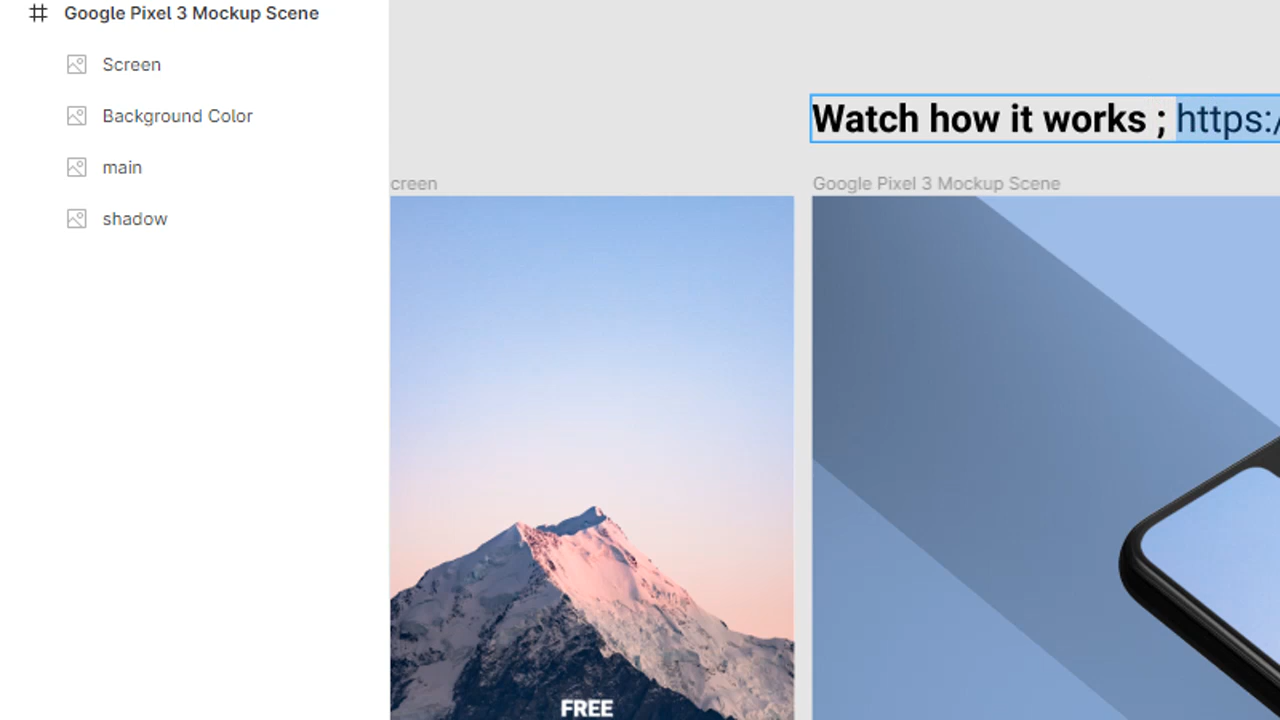 Google Pixel 3 Mockup Scene
Screen
Background Color
main
shadow
Watch how it works ; https:/
creen
Google Pixel 3 Mockup Scene
FREE